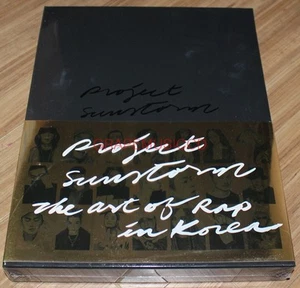 project
sunstorm
project
sunstorm
the art of Rap
in Korea